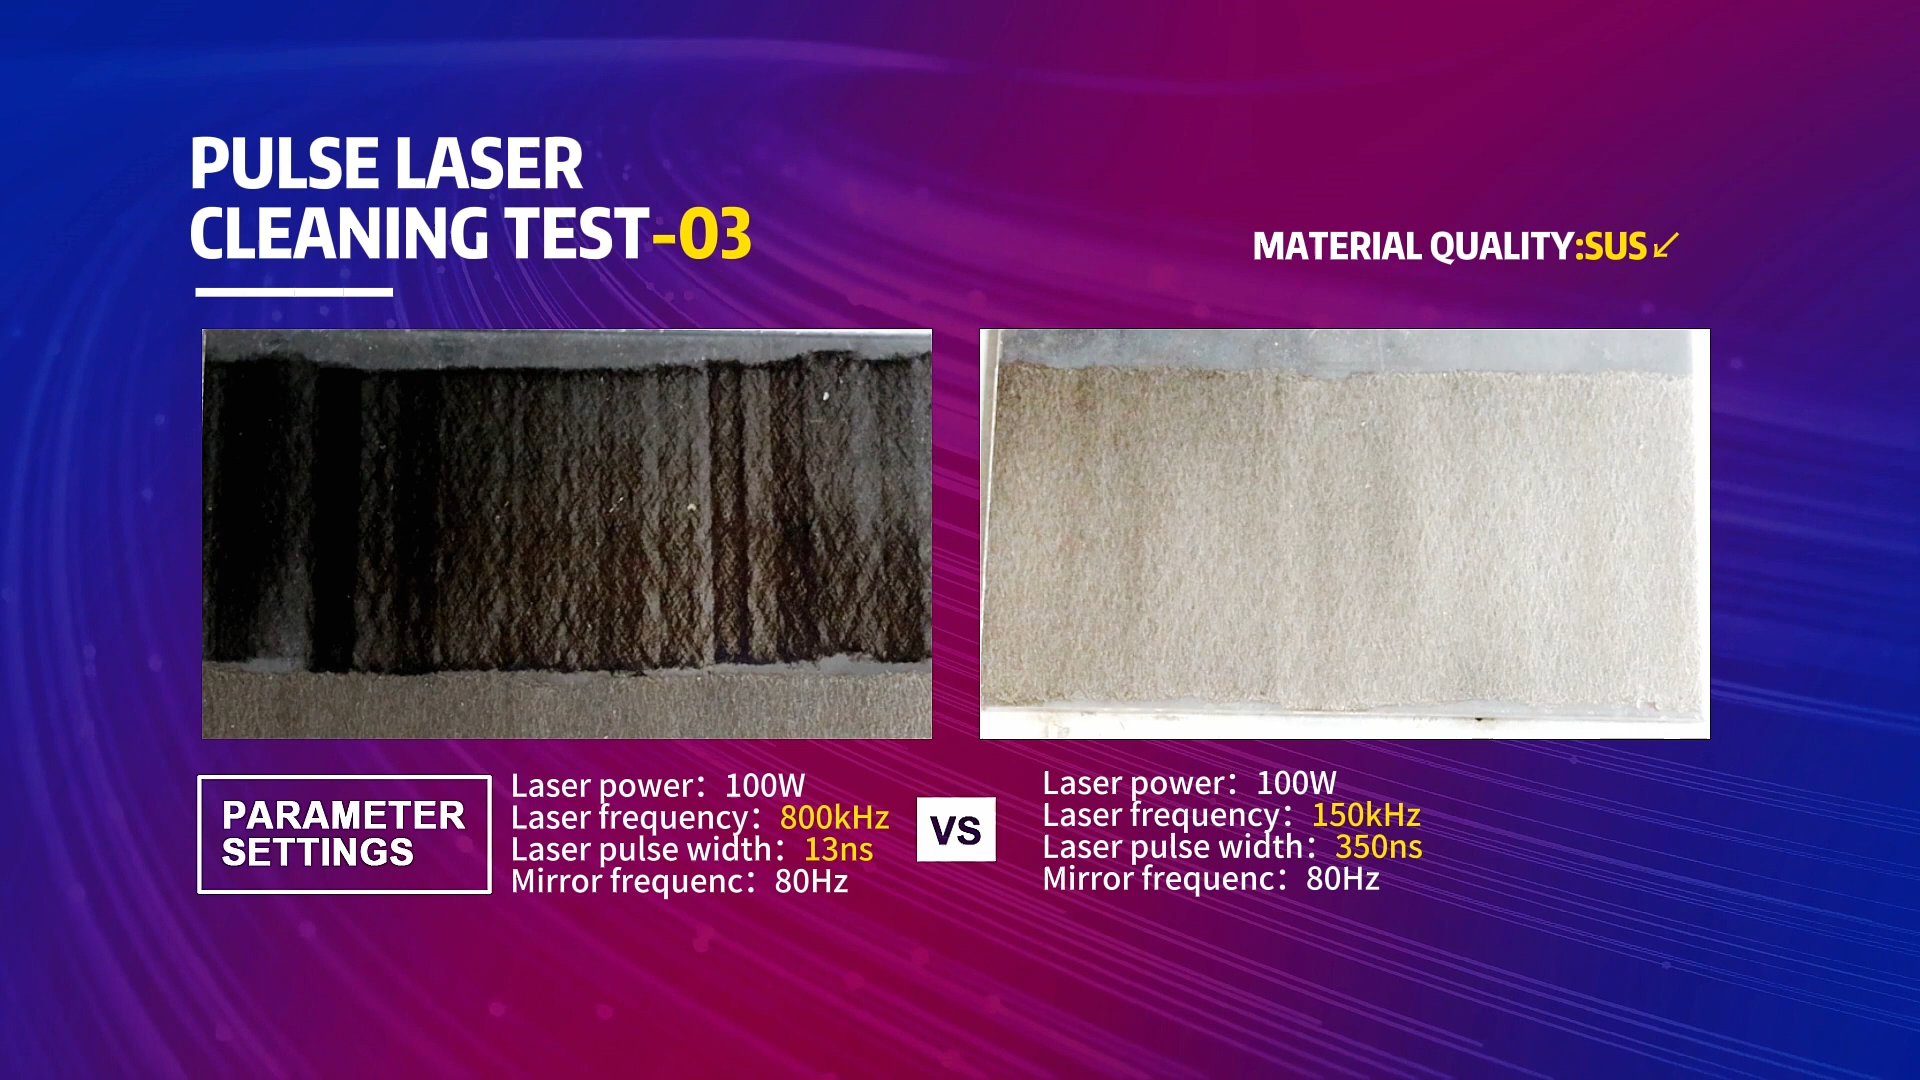 PULSE LASER
CLEANING TEST-03
MATERIAL QUALITY:SUS↙
PARAMETER
SETTINGS
Laser power：100W
Laser frequency：800kHz
Laser pulse width：13ns
Mirror frequenc：80Hz
VS
Laser power：100W
Laser frequency：150kHz
Laser pulse width：350ns
Mirror frequenc：80Hz